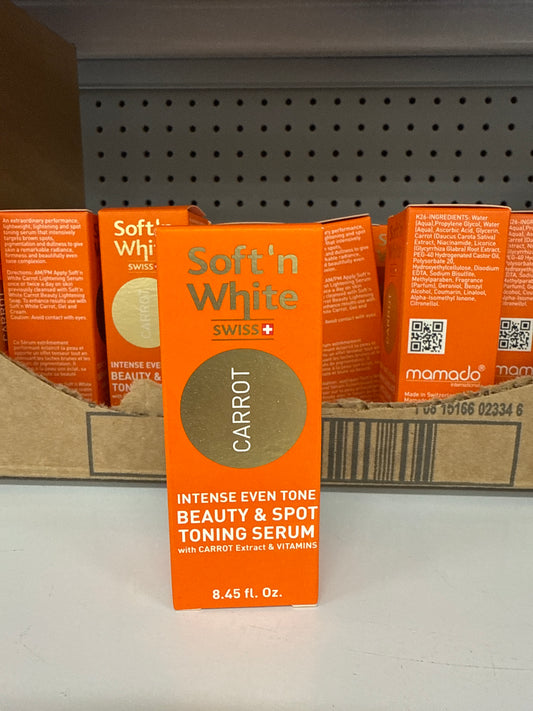 Soft'n
White
SWISS
CARROT
INTENSE EVEN TONE
BEAUTY & SPOT
TONING SERUM
with CARROT Extract & VITAMINS
8.45 fl. Oz.
An extraordinary performance,
lightweight, lightening and spot
toning serum that intensively
targets brown spots,
pigmentation and dullness to give
skin a remarkable radiance,
firmness and beautifully even
tone complexion.
Directions: AM/PM Apply Soft'n
White Carrot Lightening Serum
once or twice a day on skin
previously cleansed with Soft'n
White Carrot Beauty Lightening
Soap. To enhance results use with
Soft'n White Carrot, Gel and
Cream.
Caution: Avoid contact with eyes.
Soft'n
White
SWISS
CARROT
INTENSE EVEN
BEAUTY &
TONING
K26-INGREDIENTS: Water
(Aqua), Propylene Glycol, Water
(Aqua), Ascorbic Acid, Glycerin,
Carrot (Daucus Carota Sativa)
Extract, Niacinamide, Licorice
(Glycyrrhiza Glabra) Root Extract,
PEG-40 Hydrogenated Castor Oil,
Polysorbate 20,
Hydroxyethylcellulose, Disodium
EDTA, Sodium Bisulfite,
Methylparaben, Fragrance
(Parfum), Geraniol, Benzyl
Alcohol, Coumarin, Linalool,
Alpha-Isomethyl Ionone,
Citronellol.
mamado
international
Made in Switzerland
mamado
08 15166 02334 6